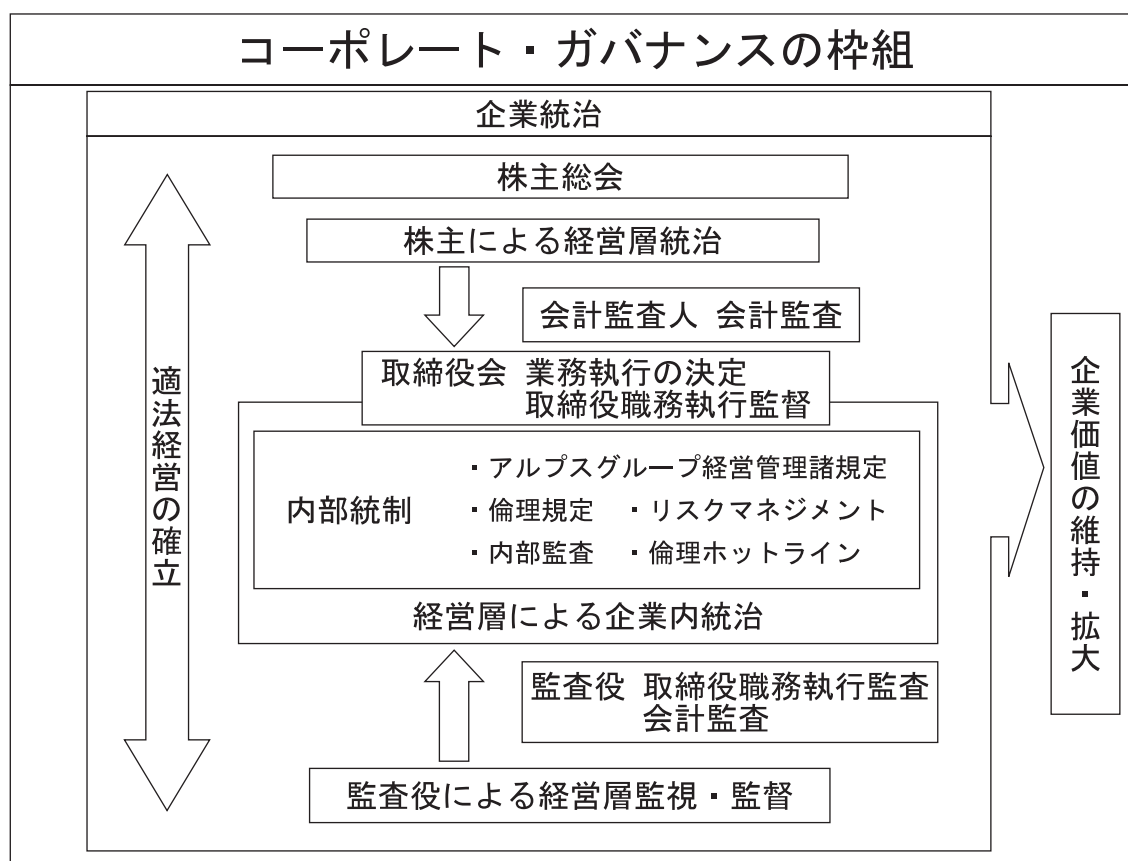 コーポレート・ガバナンスの枠組
企業統治
株主総会
株主による経営層統治
会計監査人 会計監査
取締役会 業務執行の決定
取締役職務執行監督
適法経営の確立
内部統制
・アルプスグループ経営管理諸規定
・倫理規定 ・リスクマネジメント
・内部監査 ・倫理ホットライン
経営層による企業内統治
監査役 取締役職務執行監査
会計監査
監査役による経営層監視・監督
企業価値の維持・拡大